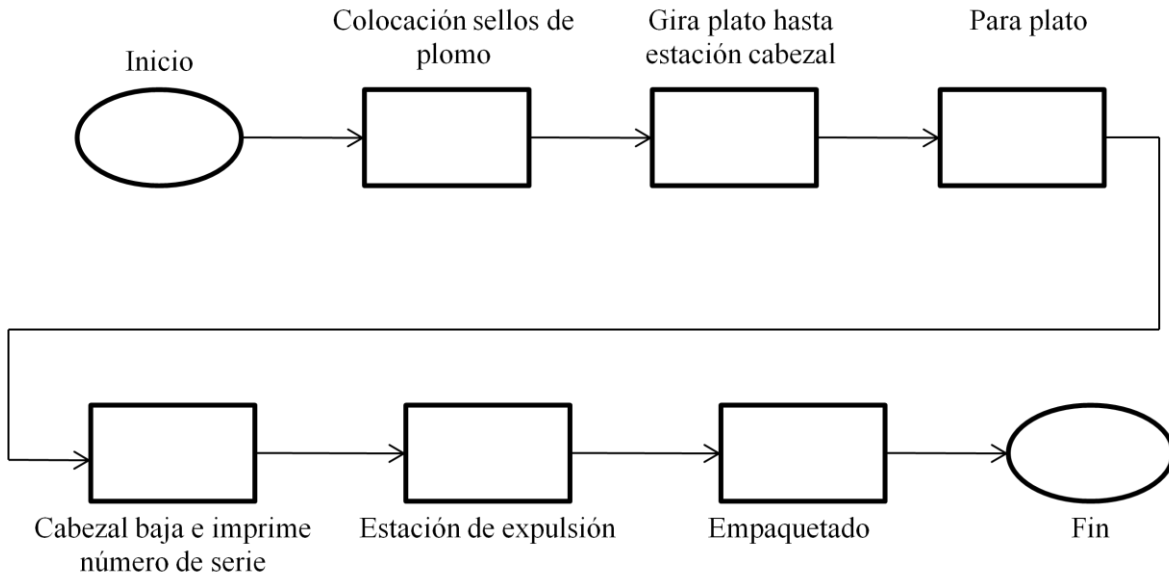 Inicio
Colocación sellos de
plomo
Gira plato hasta
estación cabezal
Para plato
Cabezal baja e imprime
número de serie
Estación de expulsión
Empaquetado
Fin